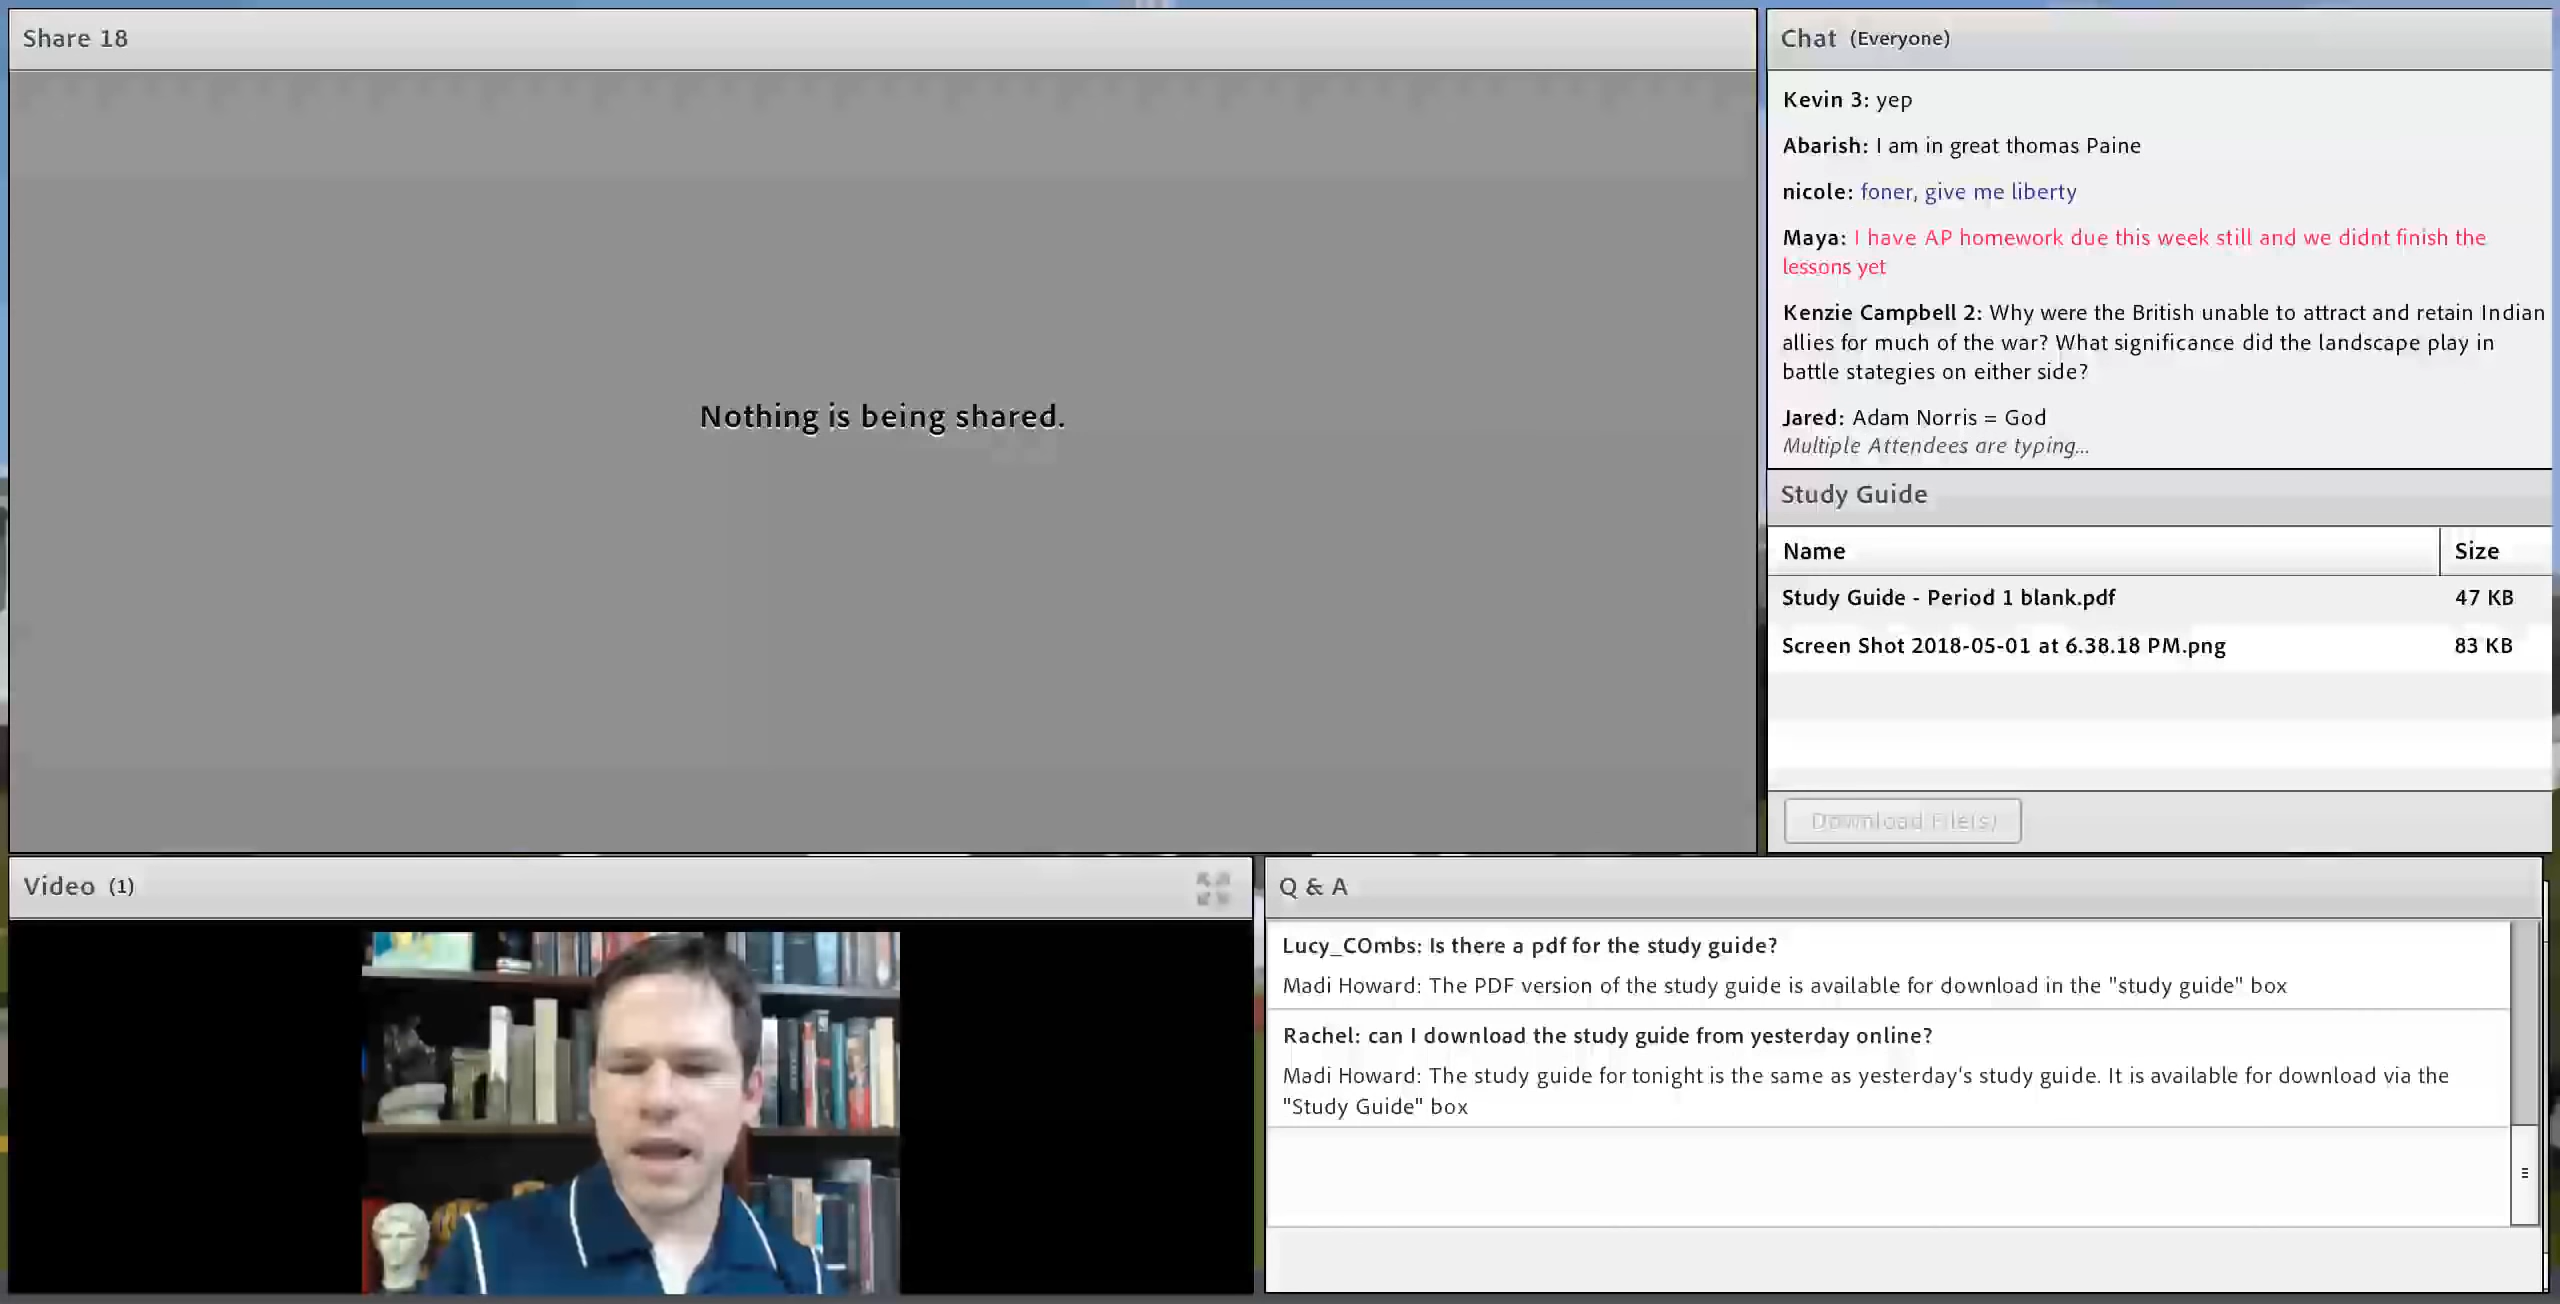 Share 18
Nothing is being shared.
Chat (Everyone)
Kevin 3: yep
Abarish: I am in great thomas Paine
nicole: foner, give me liberty
Maya: I have AP homework due this week still and we didnt finish the
lessons yet
Kenzie Campbell 2: Why were the British unable to attract and retain Indian
allies for much of the war? What significance did the landscape play in
battle stategies on either side?
Jared: Adam Norris = God
Multiple Attendees are typing...
Study Guide
Name Size
Study Guide - Period 1 blank.pdf 47 KB
Screen Shot 2018-05-01 at 6.38.18 PM.png 83 KB
Download File(s)
Video (1)
Q & A
Lucy_COmbs: Is there a pdf for the study guide?
Madi Howard: The PDF version of the study guide is available for download in the "study guide" box
Rachel: can I download the study guide from yesterday online?
Madi Howard: The study guide for tonight is the same as yesterday's study guide. It is available for download via the
"Study Guide" box